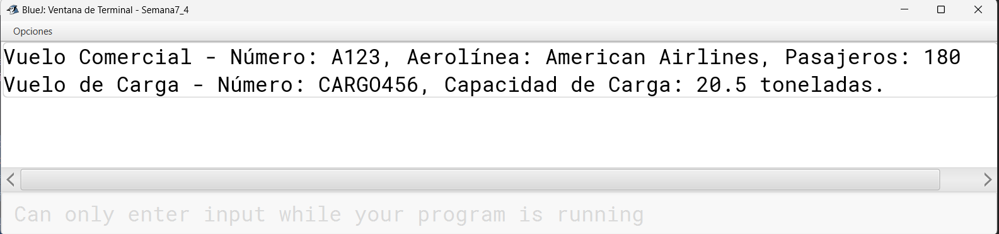 BlueJ: Ventana de Terminal - Semana7_4
Opciones
Vuelo Comercial - Número: A123, Aerolínea: American Airlines, Pasajeros: 180
Vuelo de Carga - Número: CARGO456, Capacidad de Carga: 20.5 toneladas.
Can only enter input while your program is running